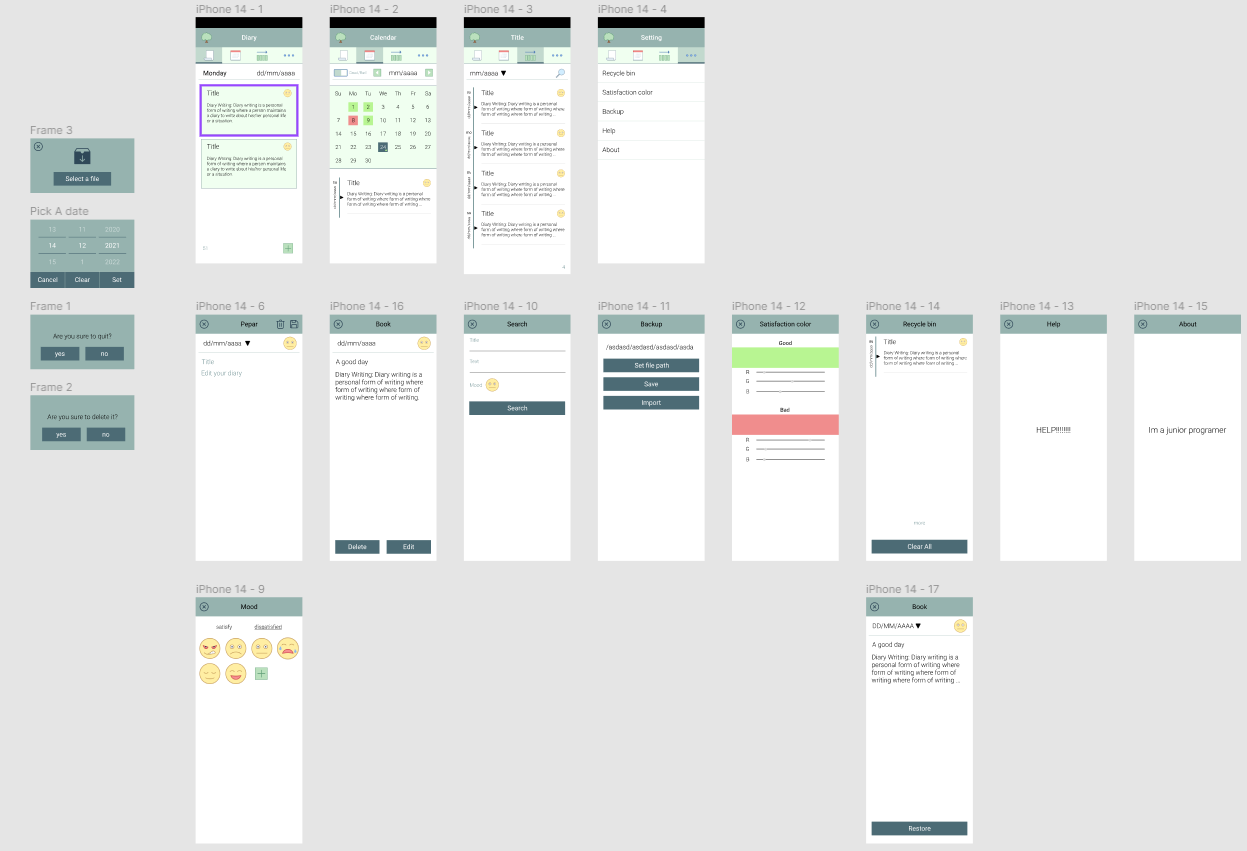 iPhone 14 - 1
Diary
Monday
dd/mm/aaaa
Title
Diary Writing: Diary writing is a personal
form of writing where a person maintains
a diary to write about his/her personal life
or a situation
Title
Diary Writing: Diary writing is a personal
form of writing where a person maintains
a diary to write about his/her personal life
or a situation
iPhone 14 - 2
Calendar
mm/aaaa
Su Mo Tu We Th Fr Sa
1 2 3 4 5 6
7 8 9 10 11 12 13
14 15 16 17 18 19 20
21 22 23 24 25 26 27
28 29 30
Title
Diary Writing: Diary writing is a personal
form of writing where form of writing
where form of writing where form of writing ...
iPhone 14 - 3
Title
mm/aaaa
Title
Diary Writing: Diary writing is a personal
form of writing where form of writing where
form of writing where form of writing ...
Title
Diary Writing: Diary writing is a personal
form of writing where form of writing where
form of writing where form of writing ...
Title
Diary Writing: Diary writing is a personal
form of writing where form of writing where
form of writing where form of writing ...
Title
Diary Writing: Diary writing is a personal
form of writing where form of writing where
form of writing where form of writing ...
iPhone 14 - 4
Setting
Recycle bin
Satisfaction color
Backup
Help
About
Frame 3
Select a file
Pick A date
13 11 2020
14 12 2021
15 1 2022
Cancel Clear Set
Frame 1
Are you sure to quit?
yes no
Frame 2
Are you sure to delete it?
yes no
iPhone 14 - 6
Pepar
dd/mm/aaaa
Title
Edit your diary
iPhone 14 - 16
Book
dd/mm/aaaa
A good day
Diary Writing: Diary writing is a
personal form of writing where
form of writing where form of
writing where form of writing.
Delete Edit
iPhone 14 - 10
Search
Title
Text
Mood
Search
iPhone 14 - 11
Backup
/asdasd/asdasd/asdasd/asda
Set file path
Save
Import
iPhone 14 - 12
Satisfaction color
Good
R
G
B
Bad
R
G
B
iPhone 14 - 14
Recycle bin
Title
Diary Writing: Diary writing is a personal
form of writing where form of writing where
form of writing where form of writing ...
Clear All
iPhone 14 - 13
Help
HELP!!!!!!!!
iPhone 14 - 15
About
Im a junior programer
iPhone 14 - 9
Mood
satisfy
iPhone 14 - 17
Book
DD/MM/AAAA
A good day
Diary Writing: Diary writing is a
personal form of writing where
form of writing where form of
writing where form of writing ...
Restore